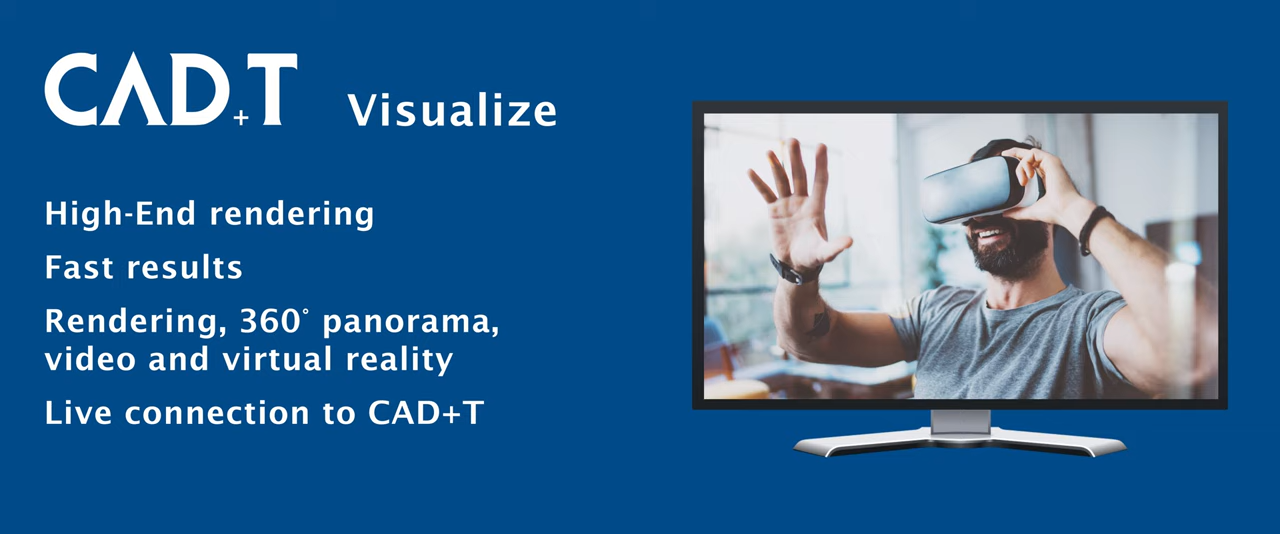 CAD+T Visualize
High-End rendering
Fast results
Rendering, 360° panorama,
video and virtual reality
Live connection to CAD+T